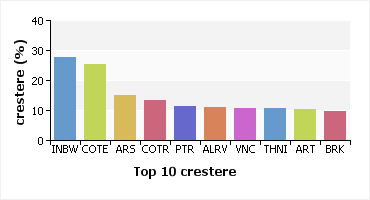 crestere (%)
40
30
20
10
0
INBW COTE ARS COTR PTR ALRV VNC THNI ART BRK
Top 10 crestere